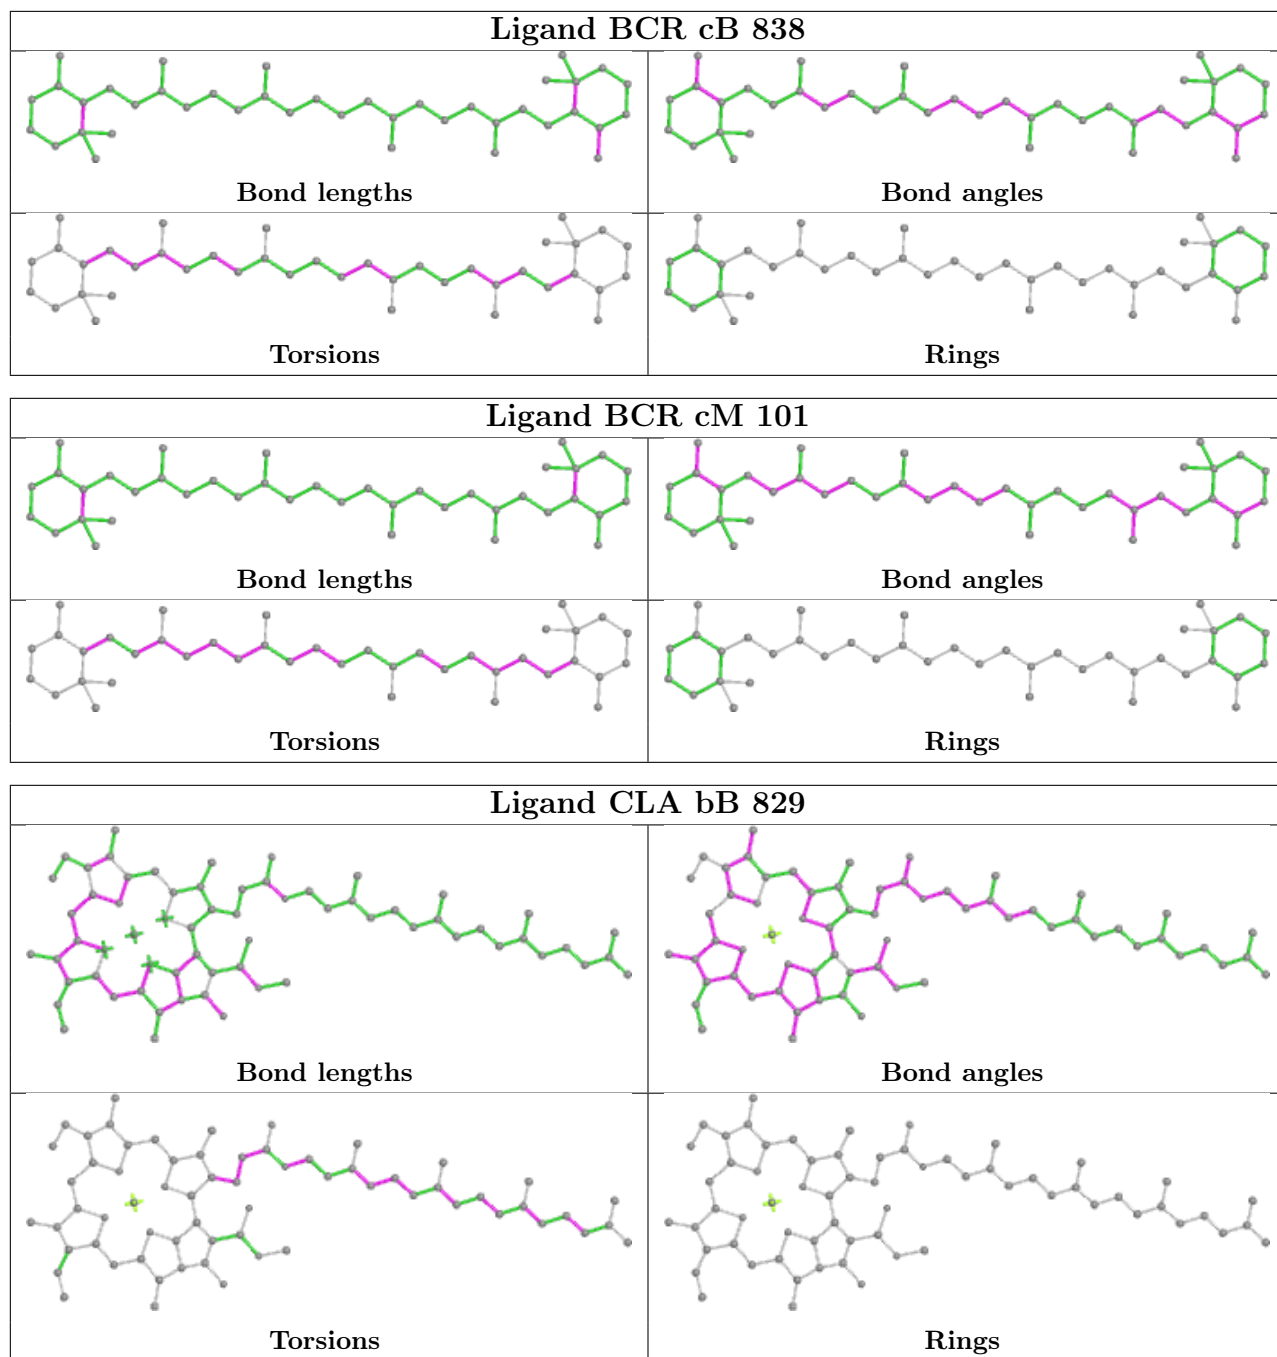 Ligand BCR cB 838
Bond lengths
Bond angles
Torsions
Rings
Ligand BCR cM 101
Bond lengths
Bond angles
Torsions
Rings
Ligand CLA bB 829
Bond lengths
Bond angles
Torsions
Rings